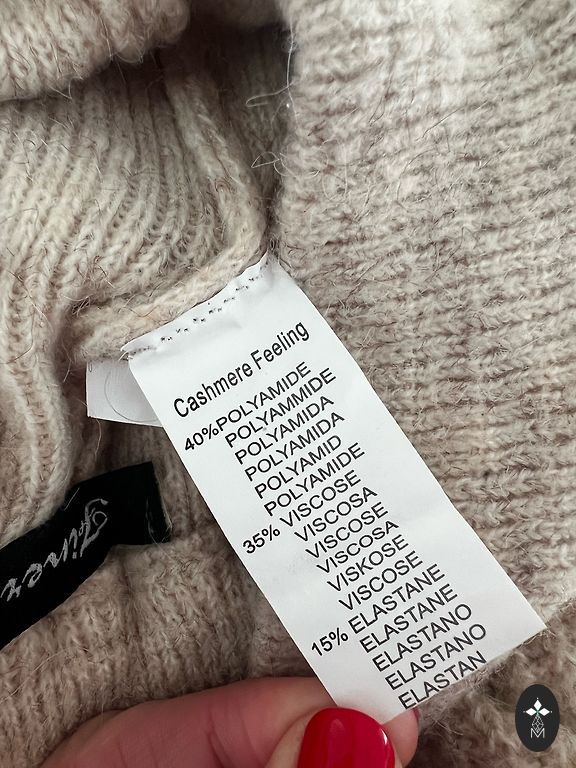 Cashmere Feeling
40%POLYAMIDE
POLYAMMIDE
POLYAMIDA
POLYAMIDA
POLYAMID
POLYAMIDE
35% VISCOSE
VISCOSA
VISCOSE
VISCOSA
VISKOSE
VISCOSE
15% ELASTANE
ELASTANE
ELASTANO
ELASTANO
ELASTAN
M